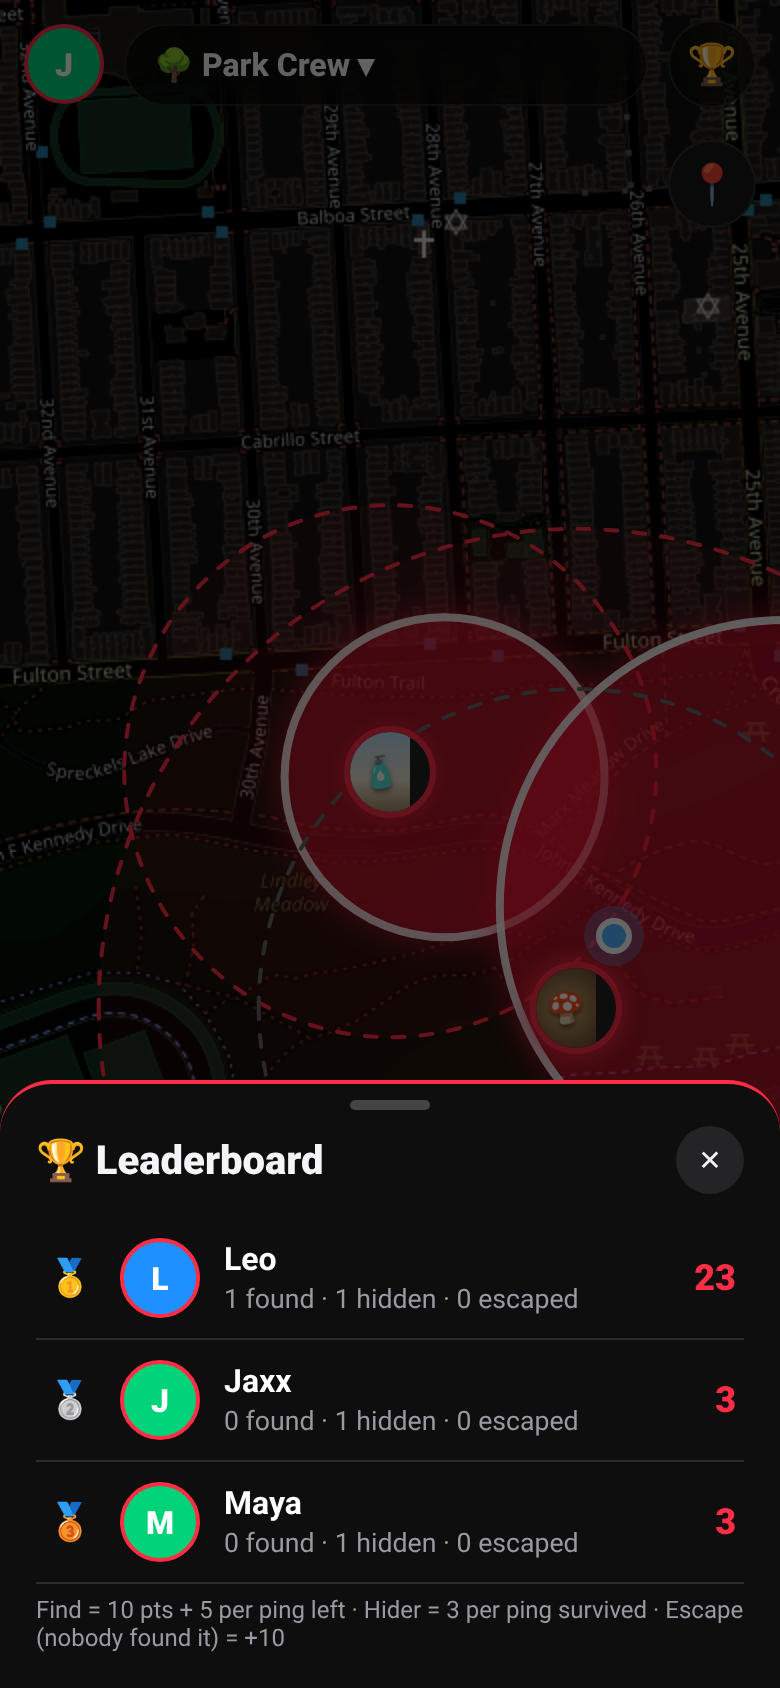 J
🌳 Park Crew ▼
🏆
32nd Avenue
29th Avenue
28th Avenue
27th Avenue
26th Avenue
25th Avenue
Balboa Street
32nd Avenue
31st Avenue
Cabrillo Street
30th Avenue
25th Avenue
Fulton Street
Fulton Street
Fulton Trail
Spreckels Lake Drive
30th Avenue
n F Kennedy Drive
Lindley
Meadow
John F Kennedy Drive
🏆 Leaderboard
×
🥇 L Leo 23
1 found · 1 hidden · 0 escaped
🥈 J Jaxx 3
0 found · 1 hidden · 0 escaped
🥉 M Maya 3
0 found · 1 hidden · 0 escaped
Find = 10 pts + 5 per ping left · Hider = 3 per ping survived · Escape
(nobody found it) = +10